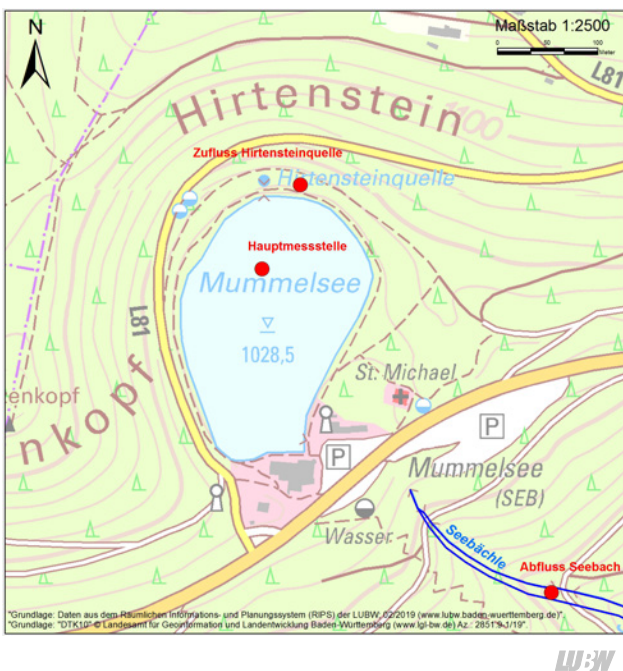 N
Maßstab 1:2500
0 50 100
Meter
L81
Hirtenstein
1100
Zufluss Hirtensteinquelle
Hirtensteinquelle
Hauptmessstelle
Mummelsee
1028,5
L81
St. Michael
enkopf
nkopf
P
P
Mummelsee
(SEB)
Wasser
Seebächle
Abfluss Seebach
"Grundlage: Daten aus dem Räumlichen Informations- und Planungssystem (RIPS) der LUBW, 02/2019 (www.lubw.baden-wuerttemberg.de)".
"Grundlage: "DTK10" © Landesamt für Geoinformation und Landentwicklung Baden-Württemberg (www.lgl-bw.de) Az.: 2851.9-1/19".
LUBW